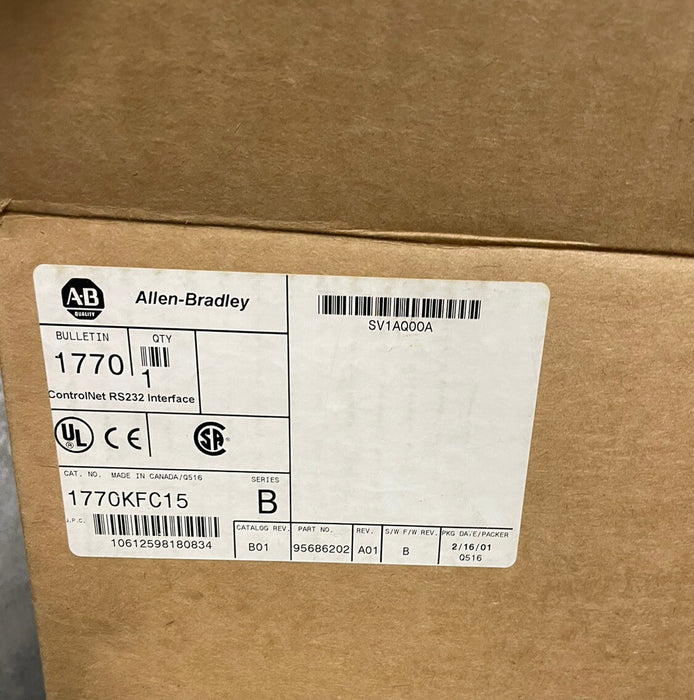 A-B
QUALITY
Allen-Bradley
SV1AQ00A
BULLETIN
QTY
1770
1
ControlNet RS232 Interface
UL
CE
SA
CAT. NO. MADE IN CANADA/Q516
SERIES
1770KFC15
B
.P.C.
10612598180834
CATALOG REV.
B01
PART NO.
95686202
REV.
A01
S/W F/W REV.
B
PKG DATE/PACKER
2/16/01
Q516